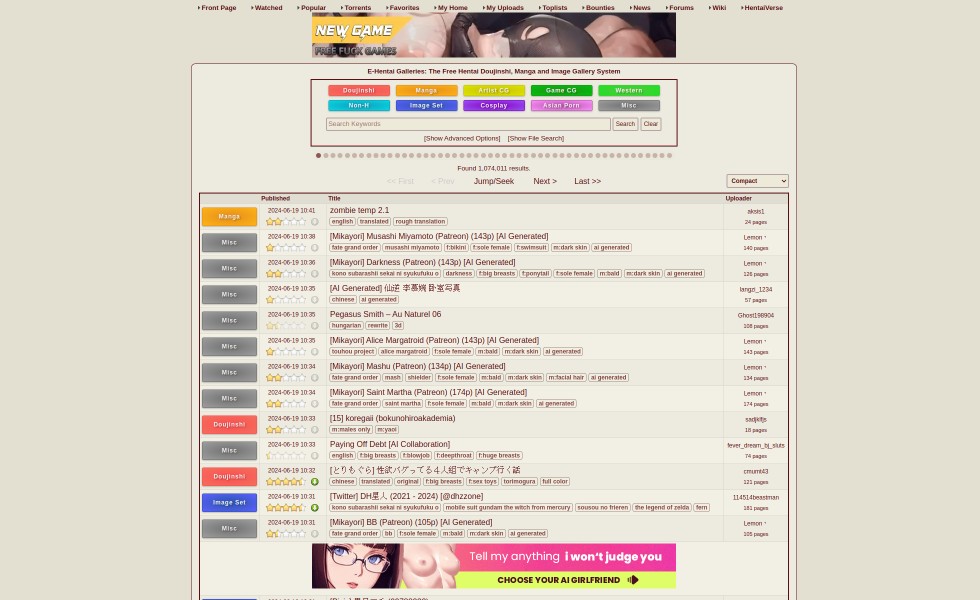 Front Page Watched Popular Torrents Favorites My Home My Uploads Toplists Bounties News Forums Wiki HentaiVerse
NEW GAME
FREE FUCK GAMES
E-Hentai Galleries: The Free Hentai Doujinshi, Manga and Image Gallery System
Doujinshi Manga Artist CG Game CG Western
Non-H Image Set Cosplay Asian Porn Misc
Search Keywords Search Clear
[Show Advanced Options] [Show File Search]
Found 1,074,011 results.
<< First < Prev Jump/Seek Next > Last >> Compact
Published Title Uploader
Manga 2024-06-19 10:41 zombie temp 2.1 aksis1
english translated rough translation 24 pages
Misc 2024-06-19 10:38 [Mikayori] Musashi Miyamoto (Patreon) (143p) [AI Generated] Lemon
fate grand order musashi miyamoto f:bikini f:sole female f:swimsuit m:dark skin ai generated 140 pages
Misc 2024-06-19 10:36 [Mikayori] Darkness (Patreon) (126p) [AI Generated] Lemon
kono subarashii sekai ni syukufuku o darkness f:big breasts f:ponytail f:sole female m:bald m:dark skin ai generated 126 pages
Misc 2024-06-19 10:35 [AI Generated] 仙逆 李慕婉 卧室写真 langzi_1234
chinese ai generated 57 pages
Misc 2024-06-19 10:35 Pegasus Smith – Au Naturel 06 Ghost198904
hungarian rewrite 3d 108 pages
Misc 2024-06-19 10:35 [Mikayori] Alice Margatroid (Patreon) (143p) [AI Generated] Lemon
touhou project alice margatroid f:sole female m:bald m:dark skin ai generated 143 pages
Misc 2024-06-19 10:34 [Mikayori] Mashu (Patreon) (134p) [AI Generated] Lemon
fate grand order mash shielder f:sole female m:bald m:dark skin m:facial hair ai generated 134 pages
Misc 2024-06-19 10:34 [Mikayori] Saint Martha (Patreon) (174p) [AI Generated] Lemon
fate grand order saint martha f:sole female m:bald m:dark skin ai generated 174 pages
Doujinshi 2024-06-19 10:33 [15] koregaii (bokunohiroakademia) sadjklfjs
m:males only m:yaoi 18 pages
Misc 2024-06-19 10:33 Paying Off Debt [AI Collaboration] fever_dream_bj_sluts
english f:big breasts f:blowjob f:deepthroat f:huge breasts 74 pages
Doujinshi 2024-06-19 10:32 [とりもぐら] 性欲バグってる4人組でキャンプ行く話 cmumt43
chinese translated original f:big breasts f:sex toys torimogura full color 121 pages
Image Set 2024-06-19 10:31 [Twitter] DH星人 (2021 - 2024) [@dhzzone] 114514beastman
kono subarashii sekai ni syukufuku o mobile suit gundam the witch from mercury sousou no frieren the legend of zelda fern 181 pages
Misc 2024-06-19 10:31 [Mikayori] BB (Patreon) (105p) [AI Generated] Lemon
fate grand order bb f:sole female m:bald m:dark skin ai generated 105 pages
Tell my anything i won't judge you
CHOOSE YOUR AI GIRLFRIEND